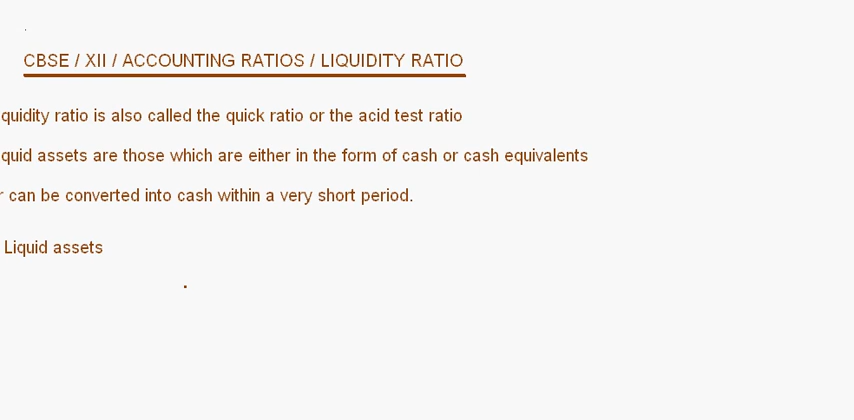 CBSE / XII / ACCOUNTING RATIOS / LIQUIDITY RATIO
quidity ratio is also called the quick ratio or the acid test ratio
quid assets are those which are either in the form of cash or cash equivalents
r can be converted into cash within a very short period.
Liquid assets